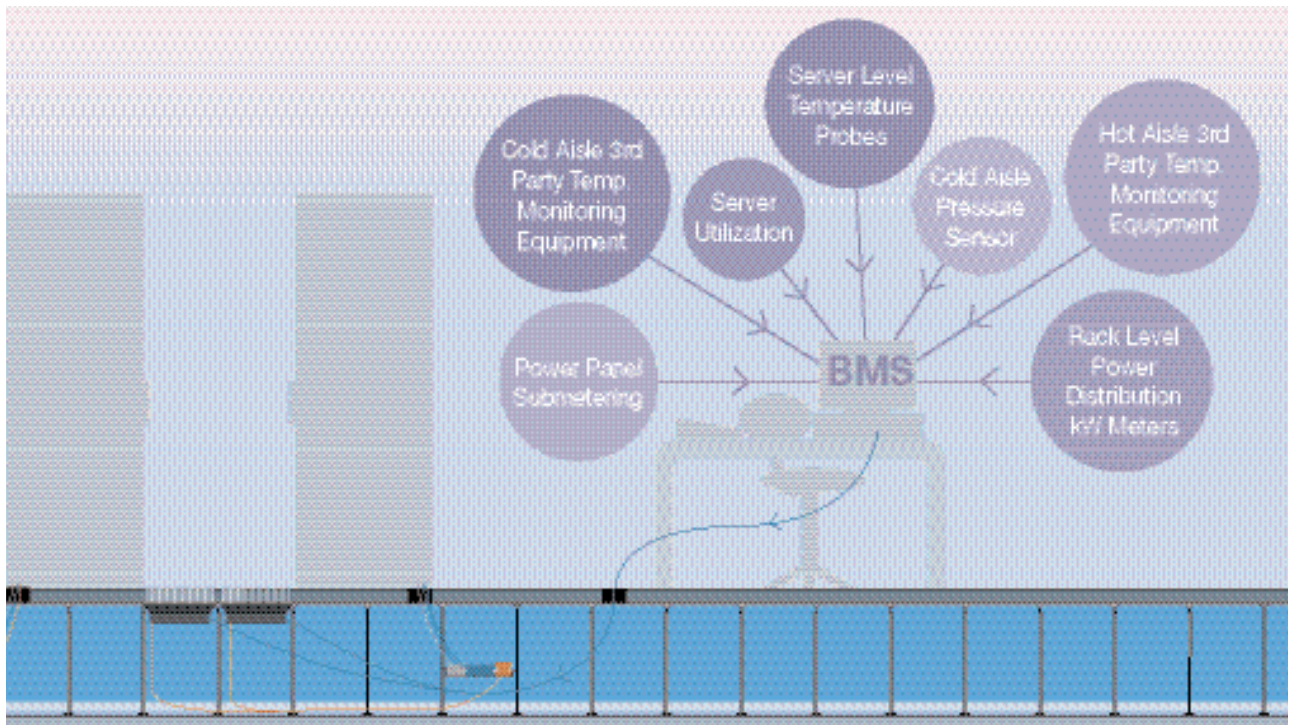 Server Level
Temperature
Probes
Cold Aisle 3rd
Party Temp.
Monitoring
Equipment
Hot Aisle 3rd
Party Temp.
Monitoring
Equipment
Server
Utilization
Cold Aisle
Pressure
Sensor
Power Panel
Submetering
BMS
Rack Level
Power
Distribution
kW Meters